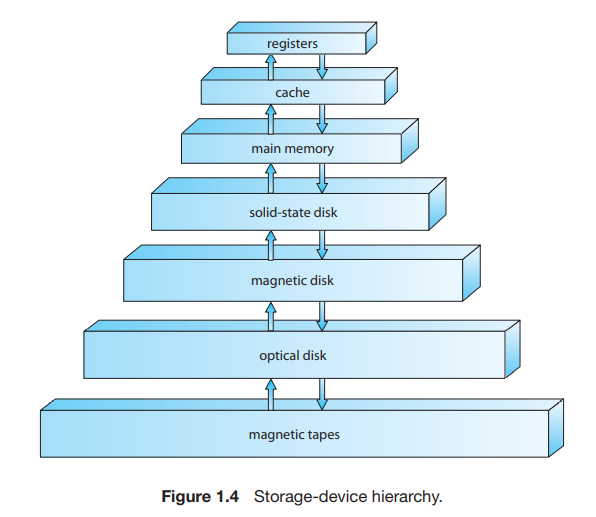 registers
cache
main memory
solid-state disk
magnetic disk
optical disk
magnetic tapes
Figure 1.4 Storage-device hierarchy.